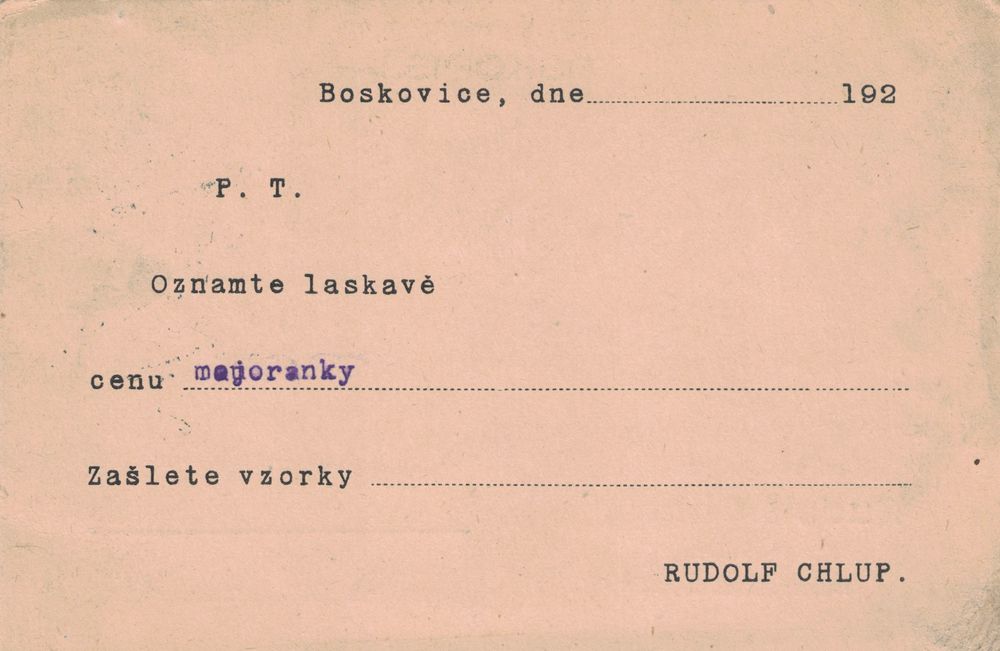 Boskovice, dne 192
P. T.
Oznamte laskavě
cenu majoranky
Zašlete vzorky
RUDOLF CHLUP.